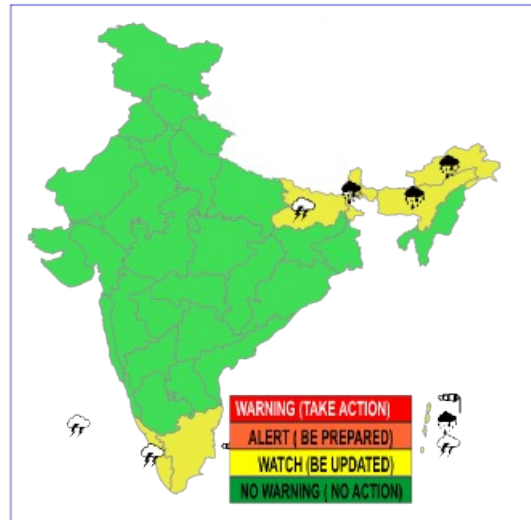 WARNING (TAKE ACTION)
ALERT ( BE PREPARED)
WATCH (BE UPDATED)
NO WARNING ( NO ACTION)